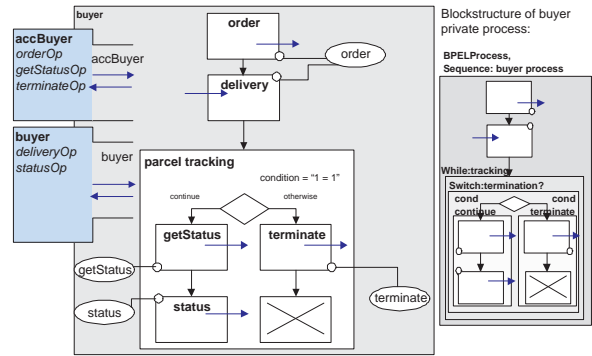 buyer
accBuyer
orderOp
getStatusOp
terminateOp
accBuyer
buyer
deliveryOp
statusOp
buyer
order
order
delivery
parcel tracking
condition = "1 = 1"
continue
otherwise
getStatus
terminate
getStatus
status
status
terminate
Blockstructure of buyer
private process:
BPELProcess,
Sequence: buyer process
While:tracking
Switch:termination?
cond
continue
cond
terminate